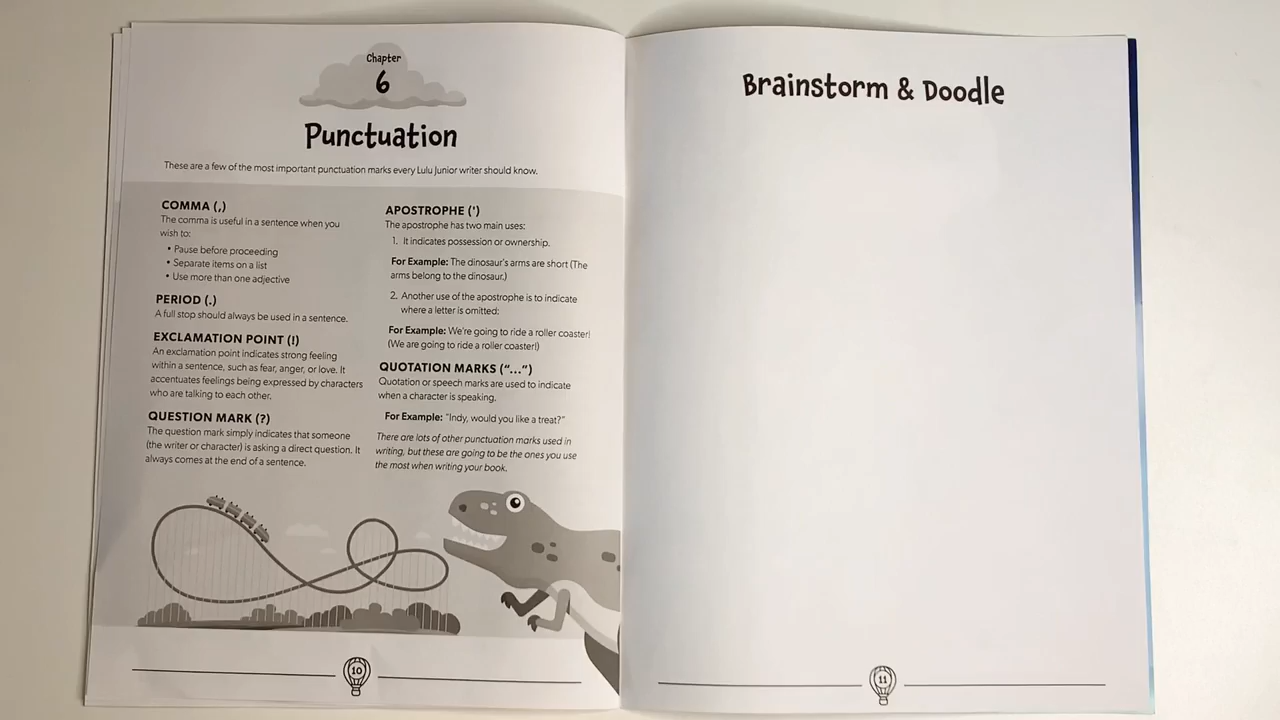 Chapter
6
Punctuation
These are a few of the most important punctuation marks every Lulu Junior writer should know.
COMMA (,)
The comma is useful in a sentence when you
wish to:
• Pause before proceeding
• Separate items on a list
• Use more than one adjective
PERIOD (.)
A full stop should always be used in a sentence.
EXCLAMATION POINT (!)
An exclamation point indicates strong feeling
within a sentence, such as fear, anger, or love. It
accentuates feelings being expressed by characters
who are talking to each other.
QUESTION MARK (?)
The question mark simply indicates that someone
(the writer or character) is asking a direct question. It
always comes at the end of a sentence.
APOSTROPHE (')
The apostrophe has two main uses:
1. It indicates possession or ownership.
For Example: The dinosaur's arms are short (The
arms belong to the dinosaur.)
2. Another use of the apostrophe is to indicate
where a letter is omitted:
For Example: We're going to ride a roller coaster!
(We are going to ride a roller coaster!)
QUOTATION MARKS ("...")
Quotation or speech marks are used to indicate
when a character is speaking.
For Example: "Indy, would you like a treat?"
There are lots of other punctuation marks used in
writing, but these are going to be the ones you use
the most when writing your book.
10
Brainstorm & Doodle
11